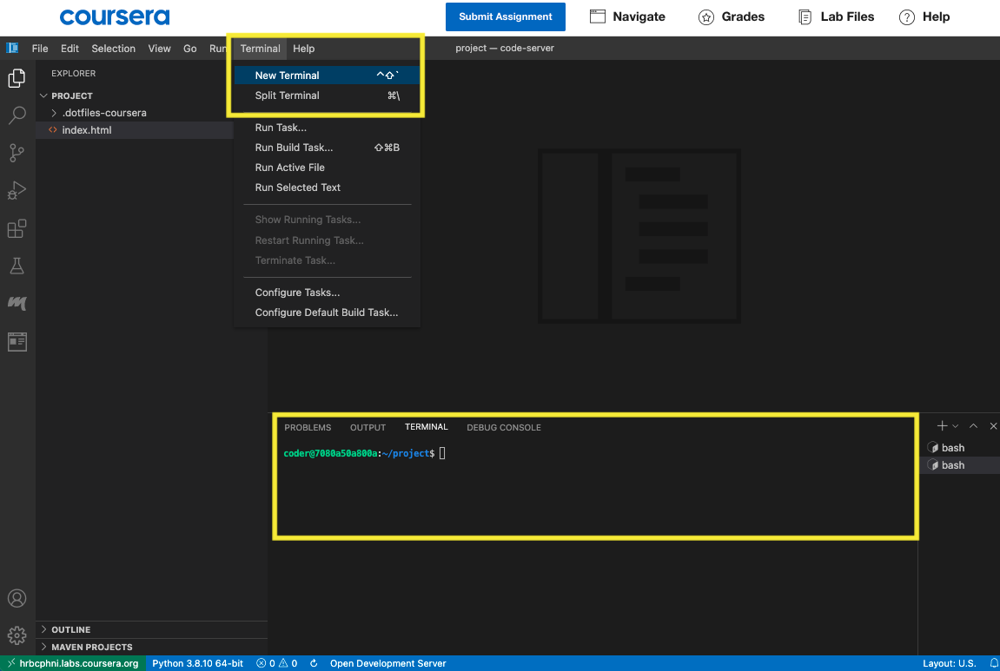 coursera
Submit Assignment
Navigate
Grades
Lab Files
? Help
File Edit Selection View Go Run Terminal Help
project — code-server
EXPLORER
PROJECT
.dotfiles-coursera
<> index.html
New Terminal ^⇧`
Split Terminal ⌘\
Run Task...
Run Build Task... ⇧⌘B
Run Active File
Run Selected Text
Show Running Tasks...
Restart Running Task...
Terminate Task...
Configure Tasks...
Configure Default Build Task...
PROBLEMS OUTPUT TERMINAL DEBUG CONSOLE
coder@7080a50a800a:~/project$
bash
bash
OUTLINE
MAVEN PROJECTS
hrbcphni.labs.coursera.org Python 3.8.10 64-bit 0 0 Open Development Server Layout: U.S.